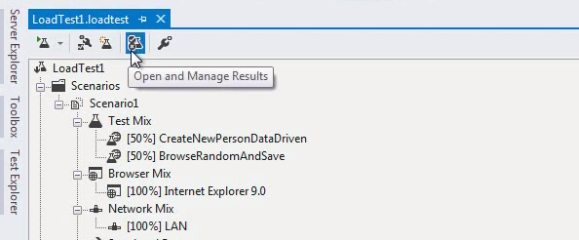 Server Explorer
Toolbox
Test Explorer
LoadTest1.loadtest
Open and Manage Results
LoadTest1
Scenarios
Scenario1
Test Mix
[50%] CreateNewPersonDataDriven
[50%] BrowseRandomAndSave
Browser Mix
[100%] Internet Explorer 9.0
Network Mix
[100%] LAN